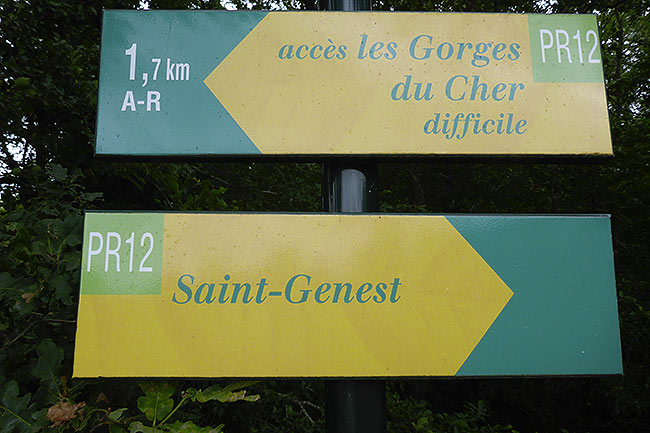 1,7 km
A-R
accès les Gorges
du Cher
difficile
PR12
PR12
Saint-Genest